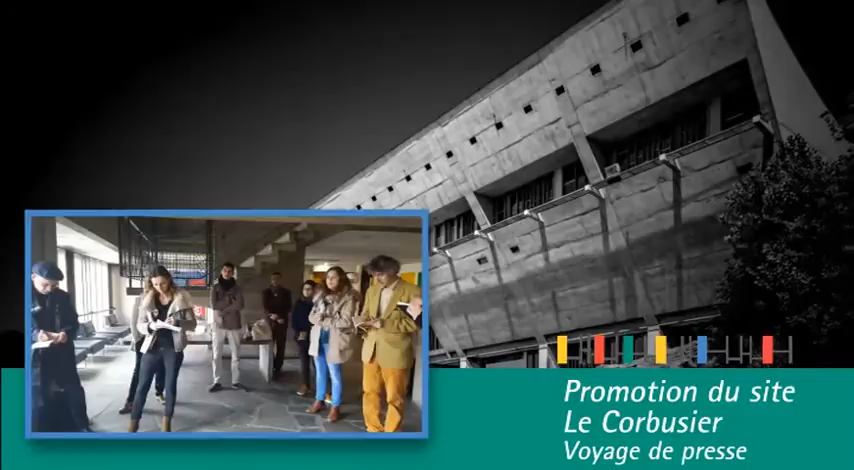 Promotion du site
Le Corbusier
Voyage de presse